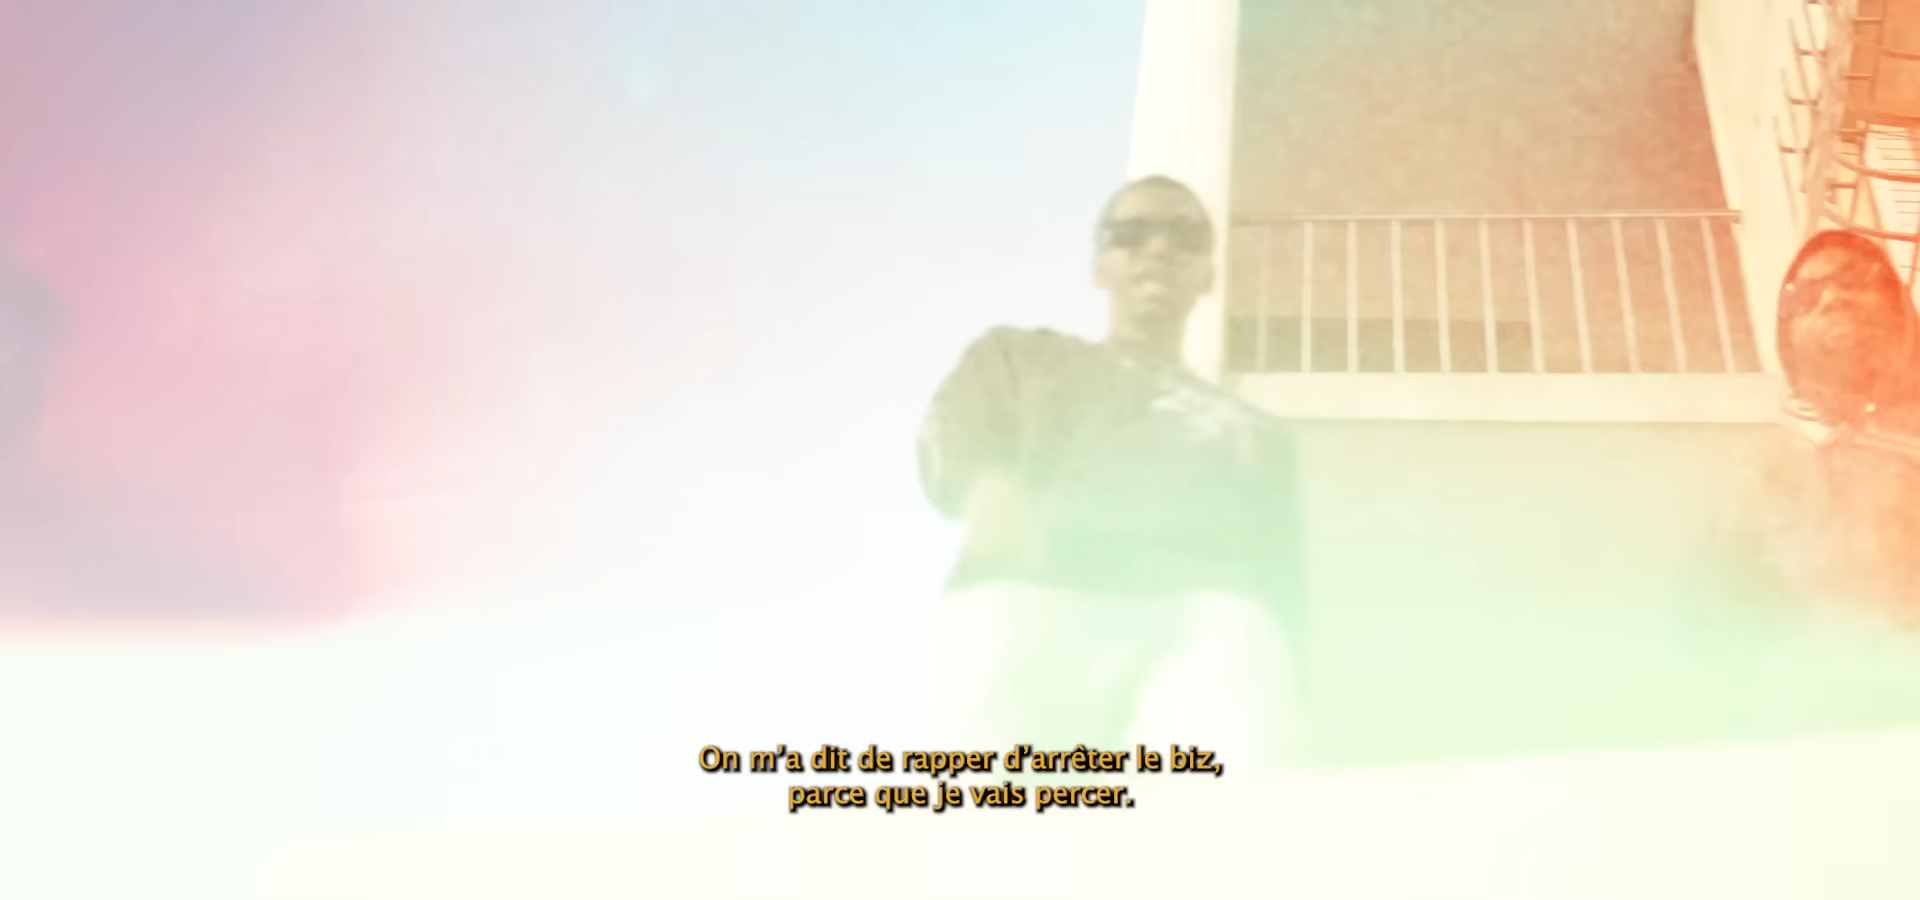 On m’a dit de rapper d’arrêter le biz,
parce que je vais percer.